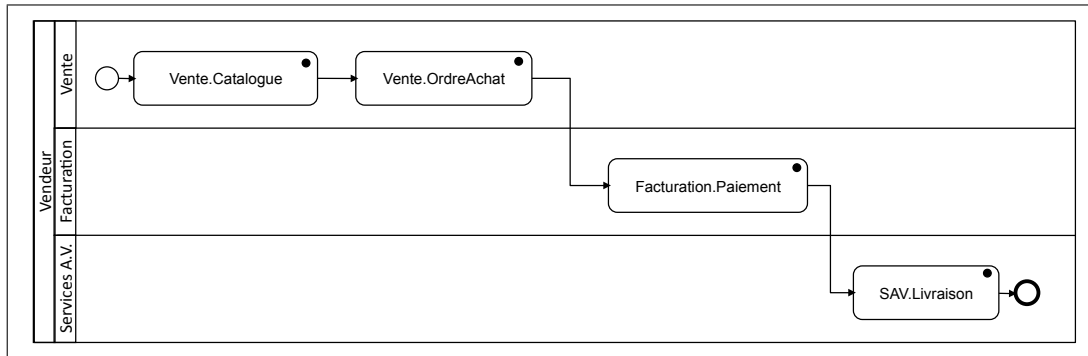 Vendeur
Vente
Vente.Catalogue
Vente.OrdreAchat
Facturation
Facturation.Paiement
Services A.V.
SAV.Livraison